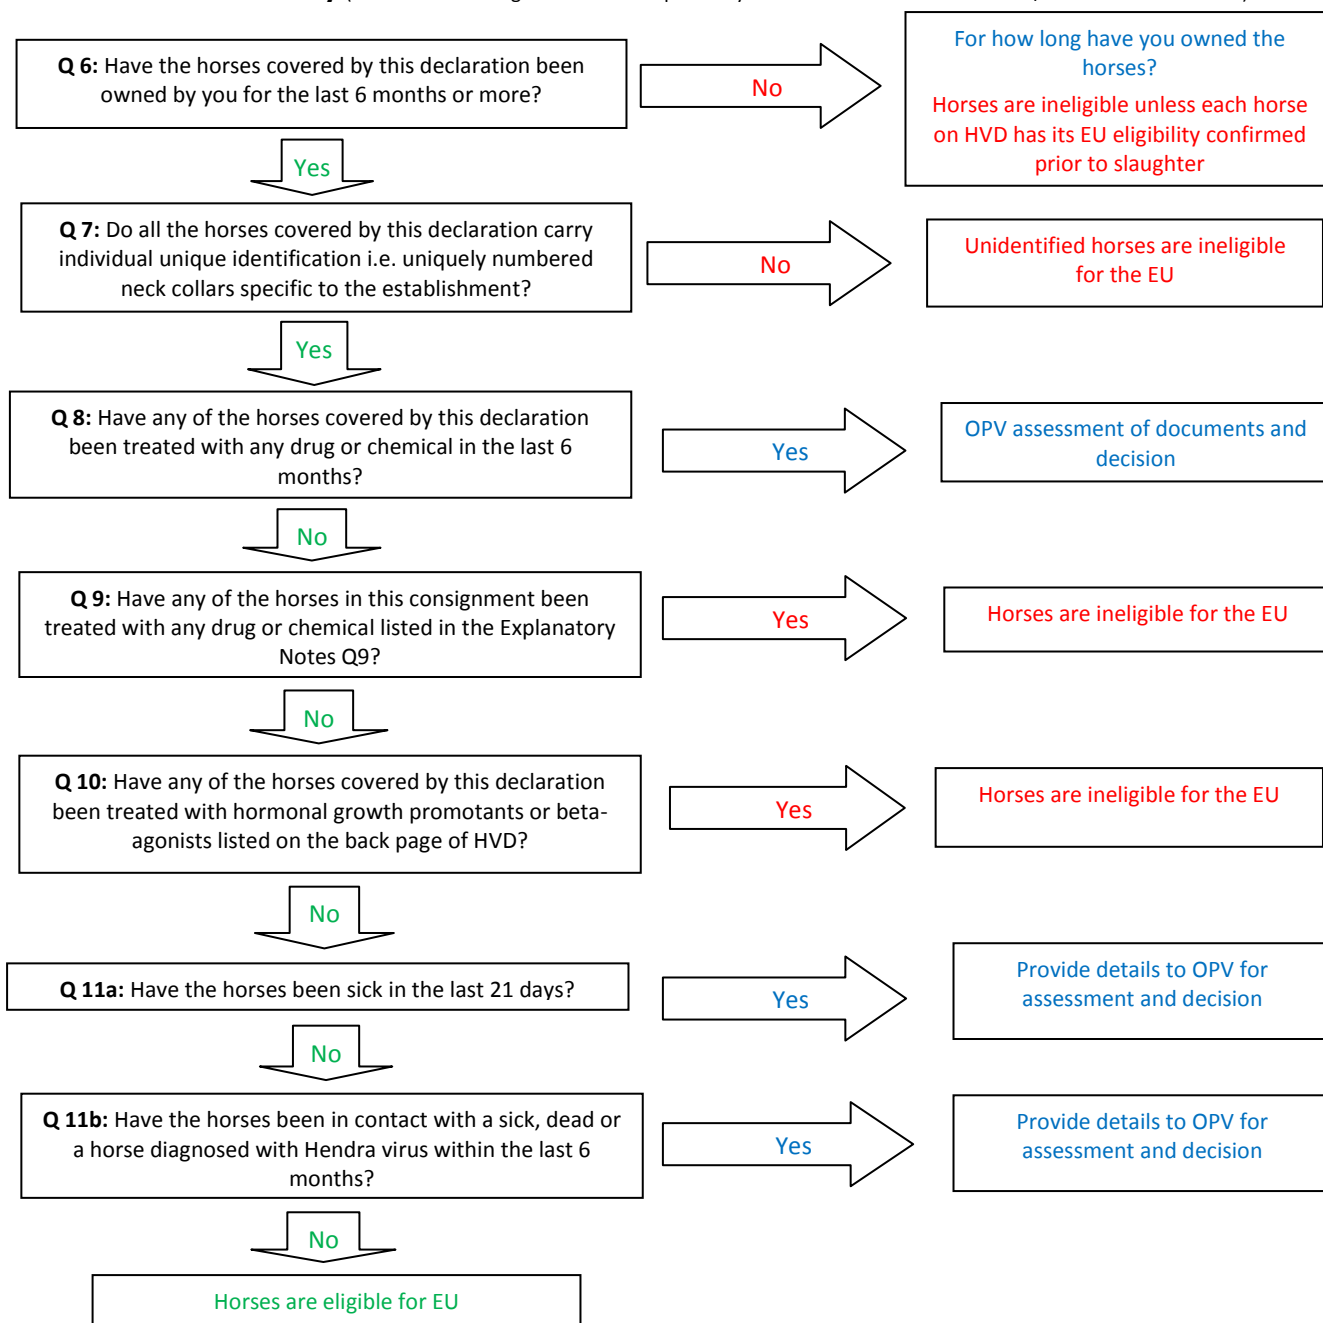 Q 6: Have the horses covered by this declaration been
owned by you for the last 6 months or more?
No
For how long have you owned the
horses?
Horses are ineligible unless each horse
on HVD has its EU eligibility confirmed
prior to slaughter
Yes
Q 7: Do all the horses covered by this declaration carry
individual unique identification i.e. uniquely numbered
neck collars specific to the establishment?
No
Unidentified horses are ineligible
for the EU
Yes
Q 8: Have any of the horses covered by this declaration
been treated with any drug or chemical in the last 6
months?
Yes
OPV assessment of documents and
decision
No
Q 9: Have any of the horses in this consignment been
treated with any drug or chemical listed in the Explanatory
Notes Q9?
Yes
Horses are ineligible for the EU
No
Q 10: Have any of the horses covered by this declaration
been treated with hormonal growth promotants or beta-
agonists listed on the back page of HVD?
Yes
Horses are ineligible for the EU
No
Q 11a: Have the horses been sick in the last 21 days?
Yes
Provide details to OPV for
assessment and decision
No
Q 11b: Have the horses been in contact with a sick, dead or
a horse diagnosed with Hendra virus within the last 6
months?
Yes
Provide details to OPV for
assessment and decision
No
Horses are eligible for EU